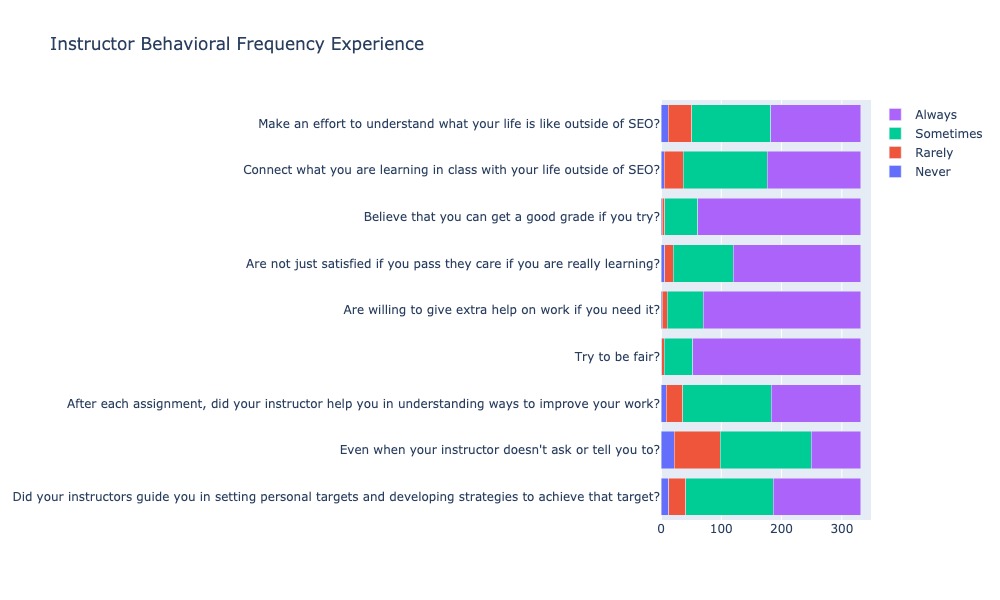 Instructor Behavioral Frequency Experience
Make an effort to understand what your life is like outside of SEO?
Connect what you are learning in class with your life outside of SEO?
Believe that you can get a good grade if you try?
Are not just satisfied if you pass they care if you are really learning?
Are willing to give extra help on work if you need it?
Try to be fair?
After each assignment, did your instructor help you in understanding ways to improve your work?
Even when your instructor doesn't ask or tell you to?
Did your instructors guide you in setting personal targets and developing strategies to achieve that target?
0 100 200 300
Always
Sometimes
Rarely
Never